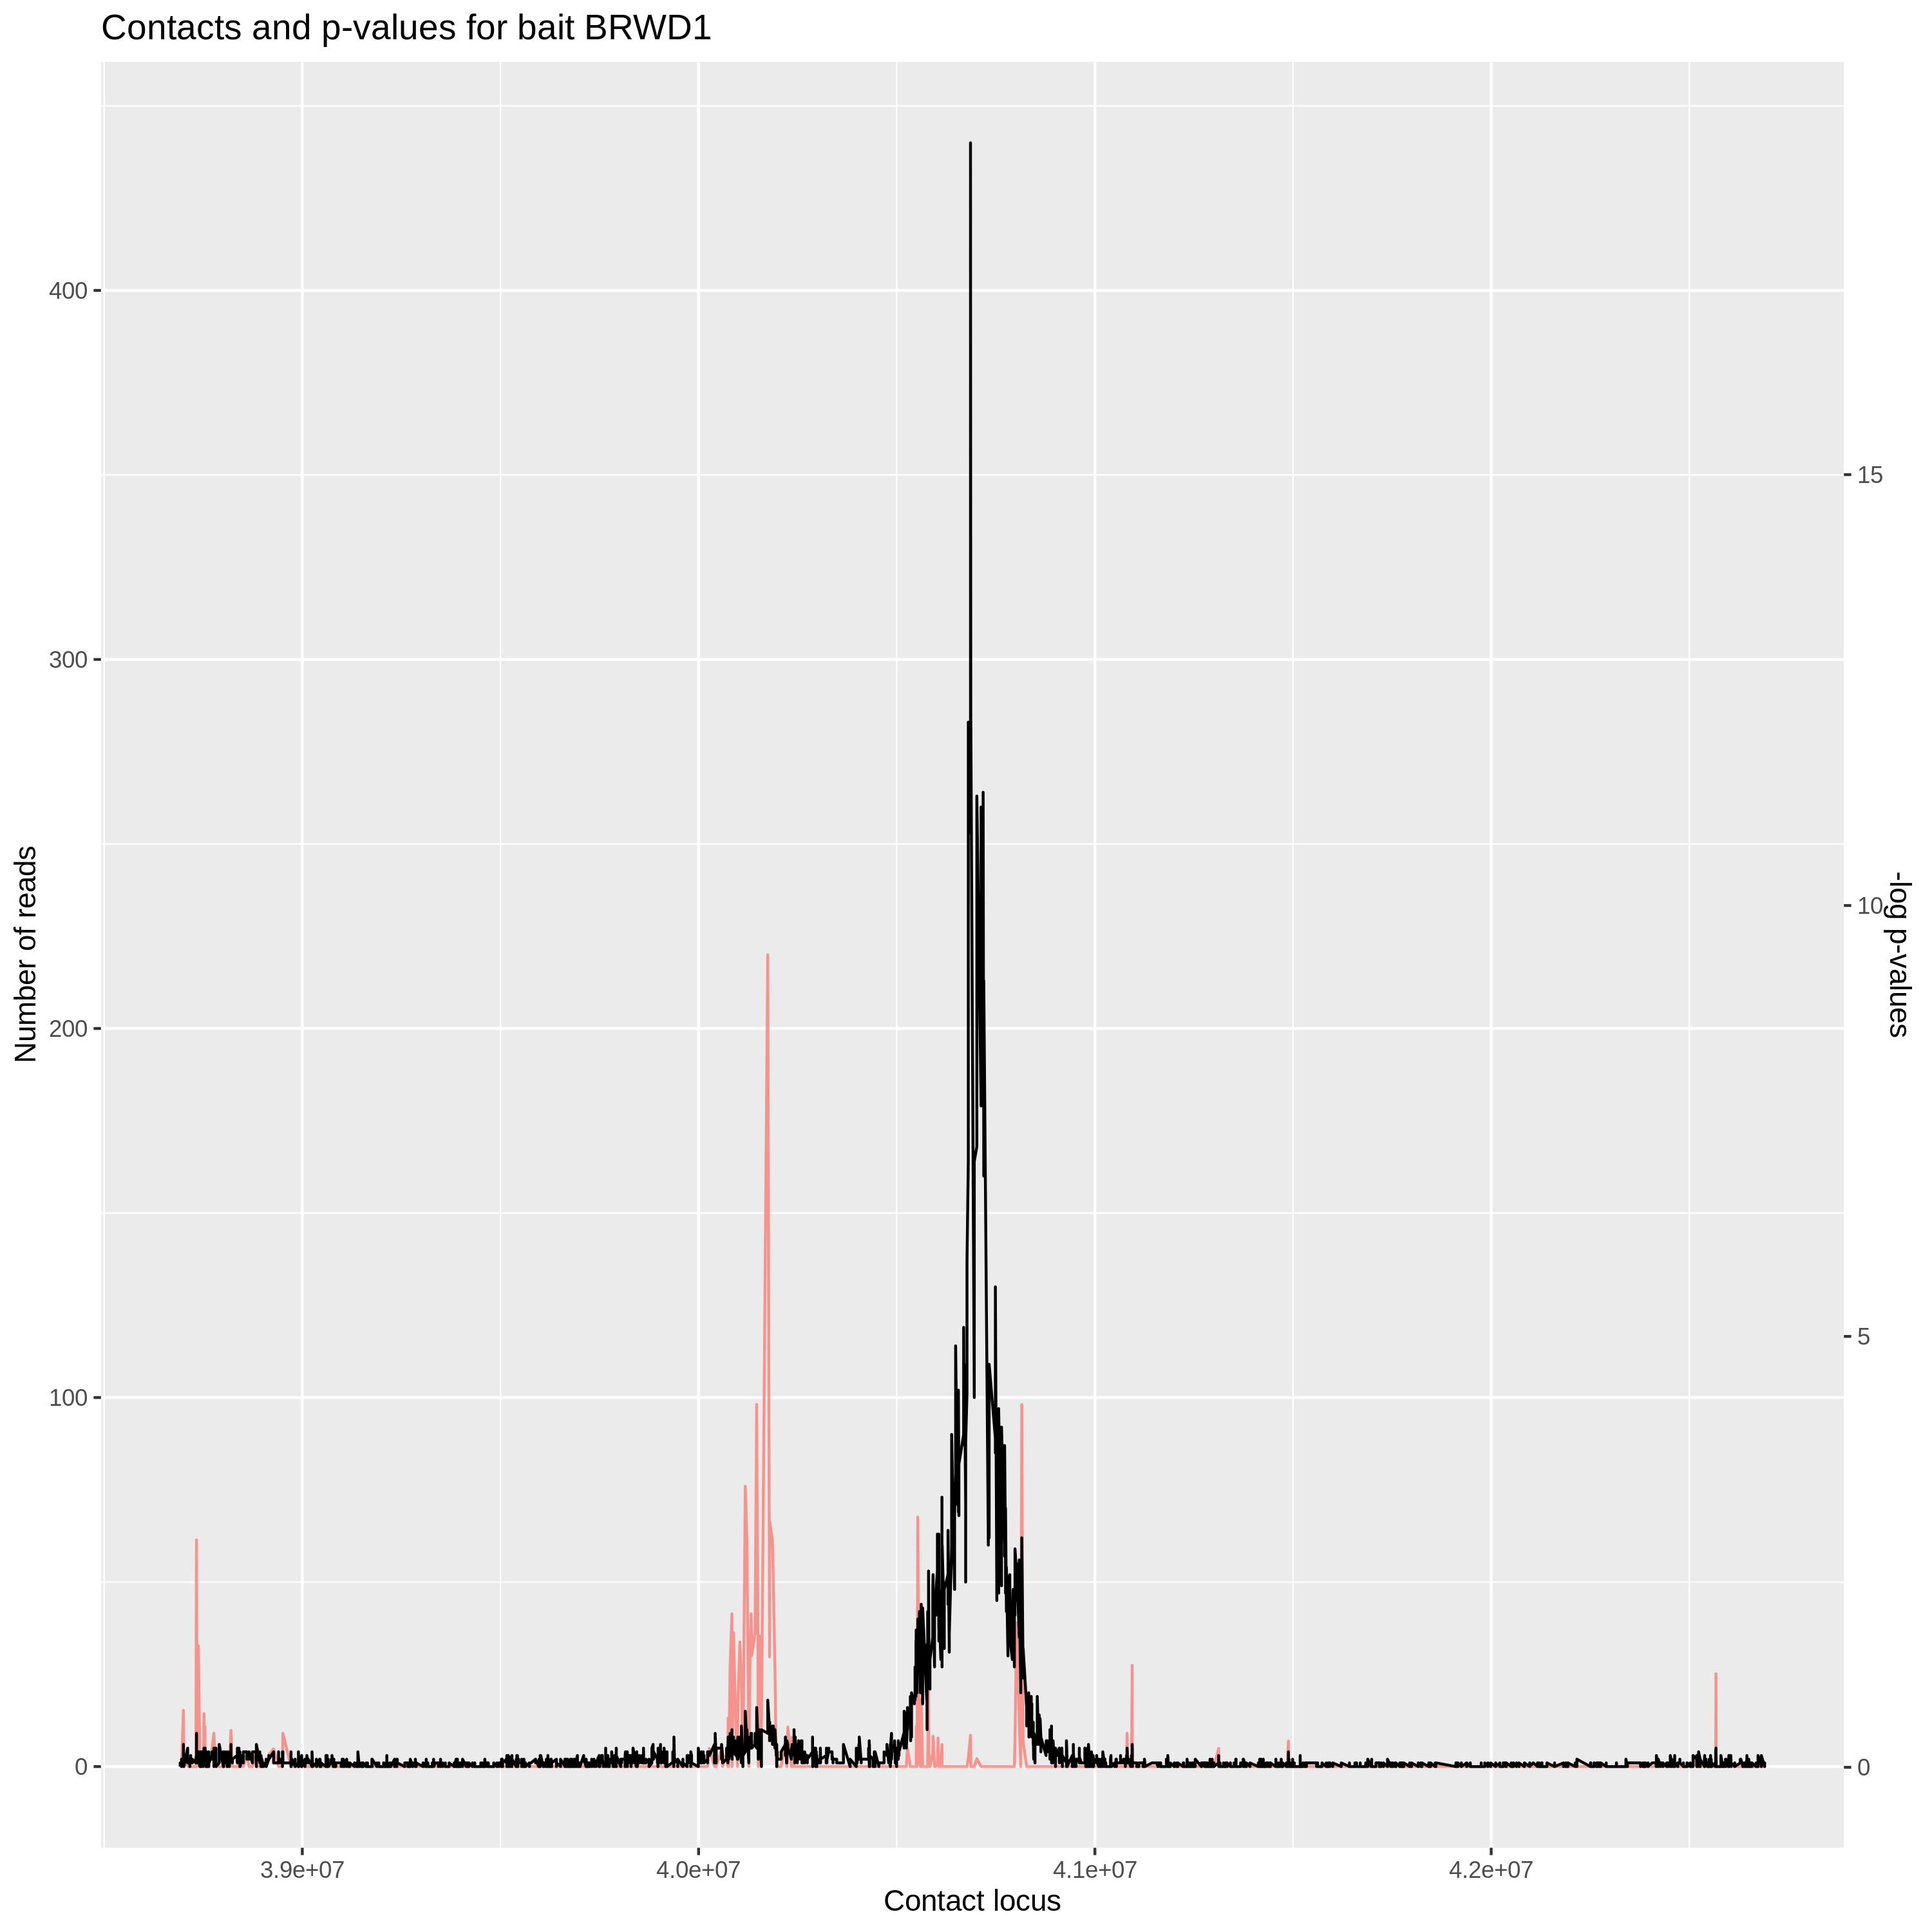 Contacts and p-values for bait BRWD1
400
300
200
100
0
Number of reads
15
10
5
0
-log p-values
3.9e+07
4.0e+07
4.1e+07
4.2e+07
Contact locus